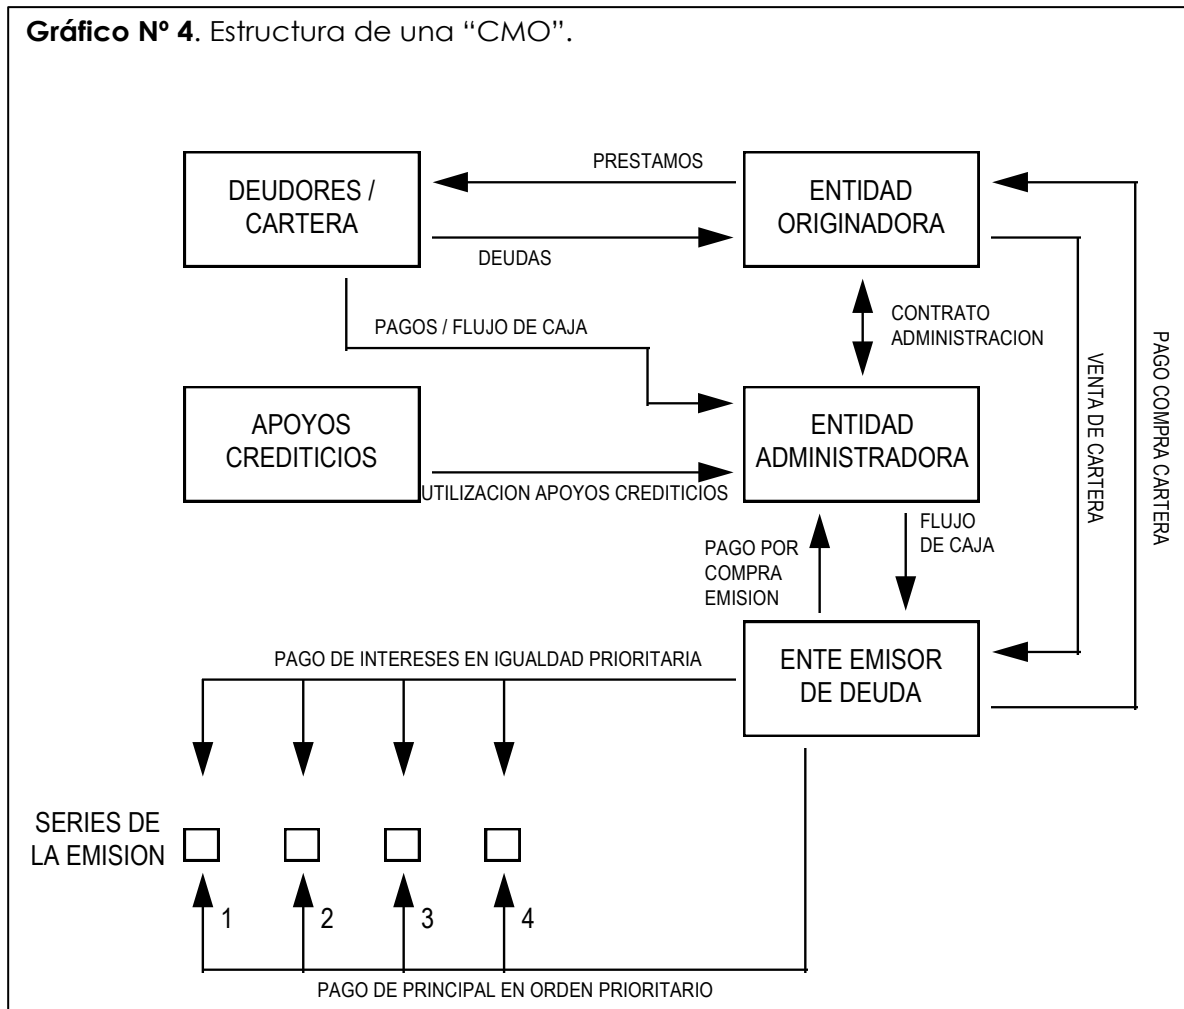 Gráfico Nº 4. Estructura de una “CMO”.
PRESTAMOS
DEUDORES /
CARTERA
ENTIDAD
ORIGINADORA
DEUDAS
PAGOS / FLUJO DE CAJA
CONTRATO
ADMINISTRACION
VENTA DE CARTERA
PAGO COMPRA CARTERA
APOYOS
CREDITICIOS
ENTIDAD
ADMINISTRADORA
UTILIZACION APOYOS CREDITICIOS
PAGO POR
COMPRA
EMISION
FLUJO
DE CAJA
PAGO DE INTERESES EN IGUALDAD PRIORITARIA
ENTE EMISOR
DE DEUDA
SERIES DE
LA EMISION
1 2 3 4
PAGO DE PRINCIPAL EN ORDEN PRIORITARIO